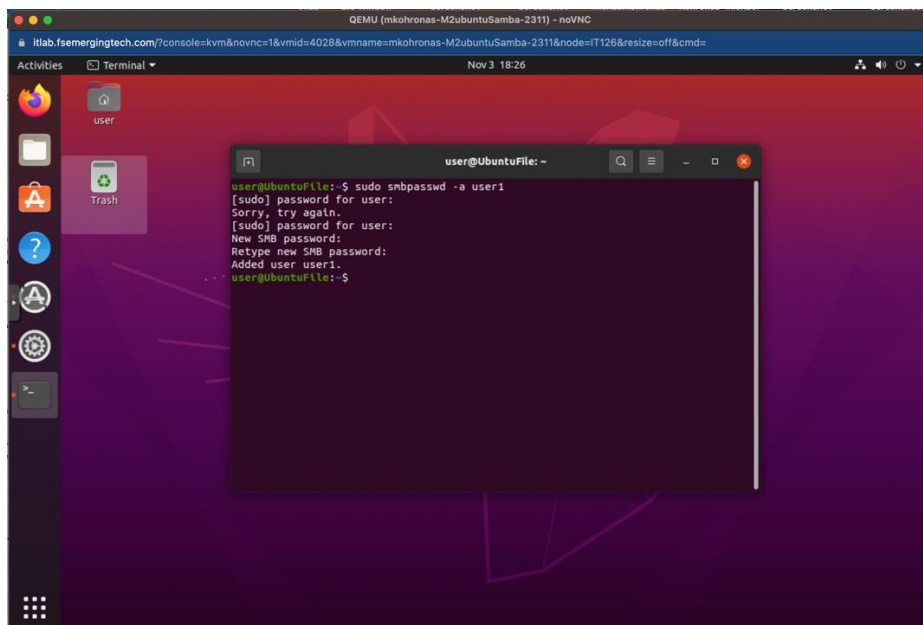 QEMU (mkohronas-M2ubuntuSamba-2311) - noVNC
itlab.fsemergingtech.com/?console=kvm&novnc=1&vmid=4028&vmname=mkohronas-M2ubuntuSamba-2311&node=IT126&resize=off&cmd=
Activities Terminal Nov 3 18:26
user
Trash
user@UbuntuFile: ~
user@UbuntuFile:~$ sudo smbpasswd -a user1
[sudo] password for user:
Sorry, try again.
[sudo] password for user:
New SMB password:
Retype new SMB password:
Added user user1.
user@UbuntuFile:~$